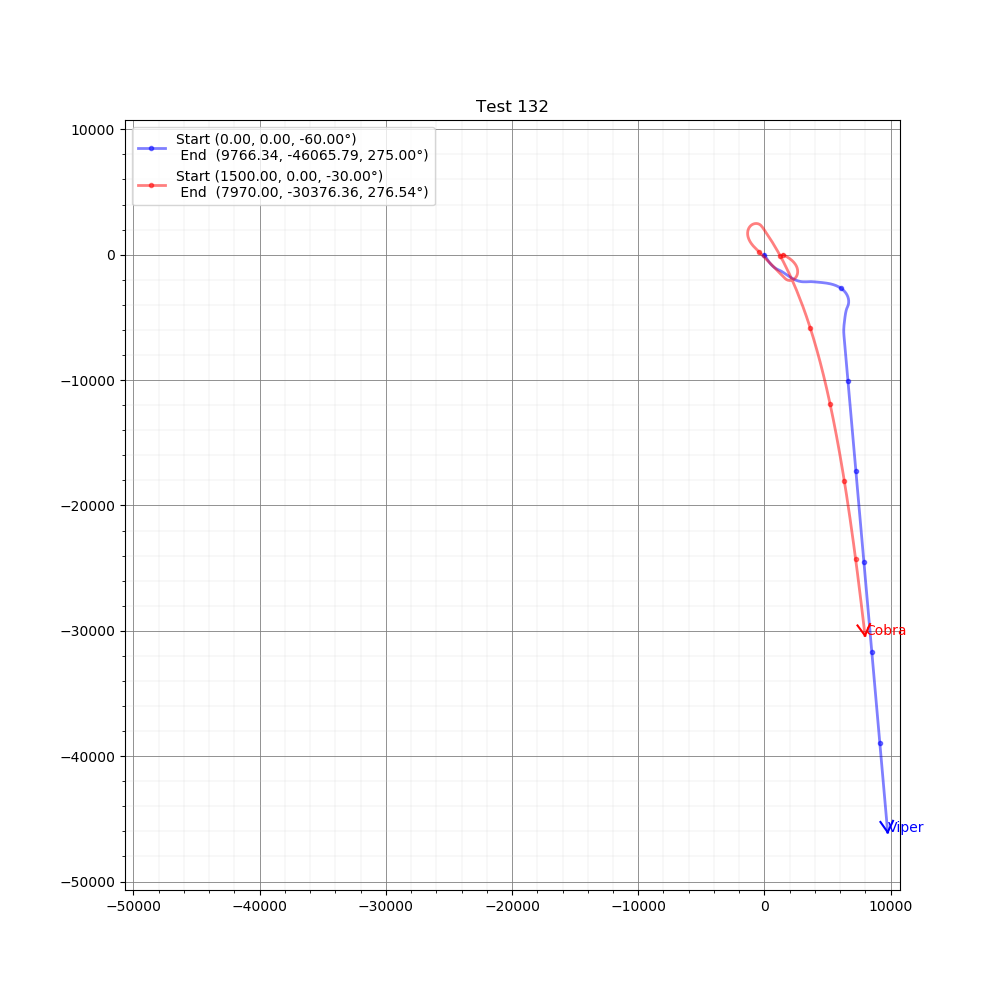 Test 132
Start (0.00, 0.00, -60.00°)
End (9766.34, -46065.79, 275.00°)
Start (1500.00, 0.00, -30.00°)
End (7970.00, -30376.36, 276.54°)
10000
0
−10000
−20000
−30000
−40000
−50000
Cobra
Viper
−50000 −40000 −30000 −20000 −10000 0 10000